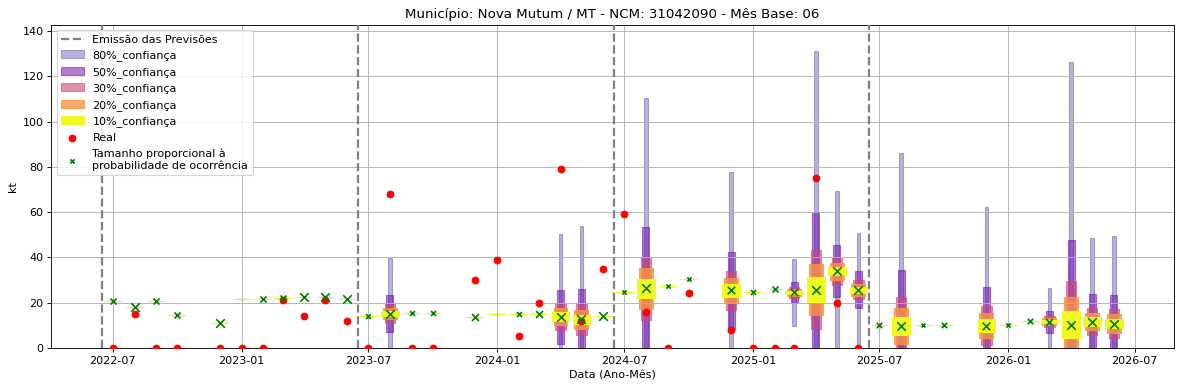 Município: Nova Mutum / MT - NCM: 31042090 - Mês Base: 06
kt
140
120
100
80
60
40
20
0
Emissão das Previsões
80%_confiança
50%_confiança
30%_confiança
20%_confiança
10%_confiança
Real
Tamanho proporcional à
probabilidade de ocorrência
2022-07
2023-01
2023-07
2024-01
2024-07
2025-01
2025-07
2026-01
2026-07
Data (Ano-Mês)